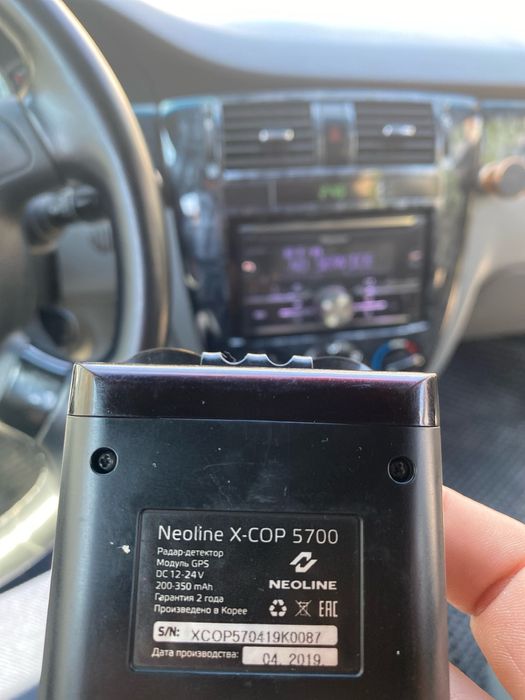 Neoline X-COP 5700
Радар-детектор
Модуль GPS
DC 12-24 V
200-350 mAh
Гарантия 2 года
Произведено в Корее
NEOLINE
EAC
S/N: XCOP570419K0087
Дата производства: 04. 2019